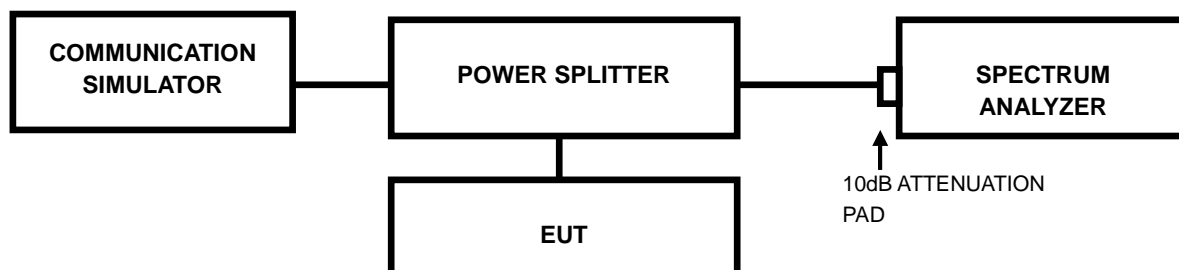 COMMUNICATION
SIMULATOR
POWER SPLITTER
SPECTRUM
ANALYZER
10dB ATTENUATION
PAD
EUT